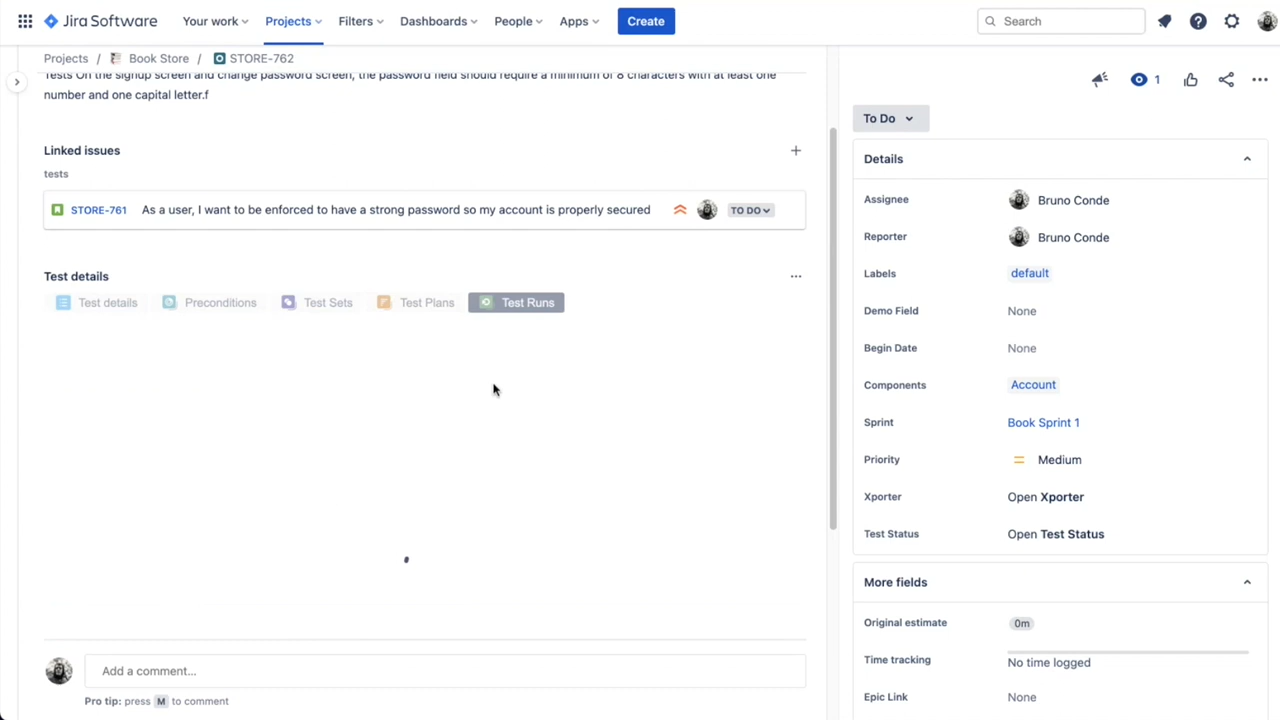 Jira Software
Your work
Projects
Filters
Dashboards
People
Apps
Create
Search
Projects / Book Store / STORE-762
Tests On the signup screen and change password screen, the password field should require a minimum of 8 characters with at least one
number and one capital letter.f
Linked issues
tests
STORE-761 As a user, I want to be enforced to have a strong password so my account is properly secured TO DO
Test details
Test details
Preconditions
Test Sets
Test Plans
Test Runs
Add a comment...
Pro tip: press M to comment
1
To Do
Details
Assignee Bruno Conde
Reporter Bruno Conde
Labels default
Demo Field None
Begin Date None
Components Account
Sprint Book Sprint 1
Priority Medium
Xporter Open Xporter
Test Status Open Test Status
More fields
Original estimate 0m
Time tracking No time logged
Epic Link None